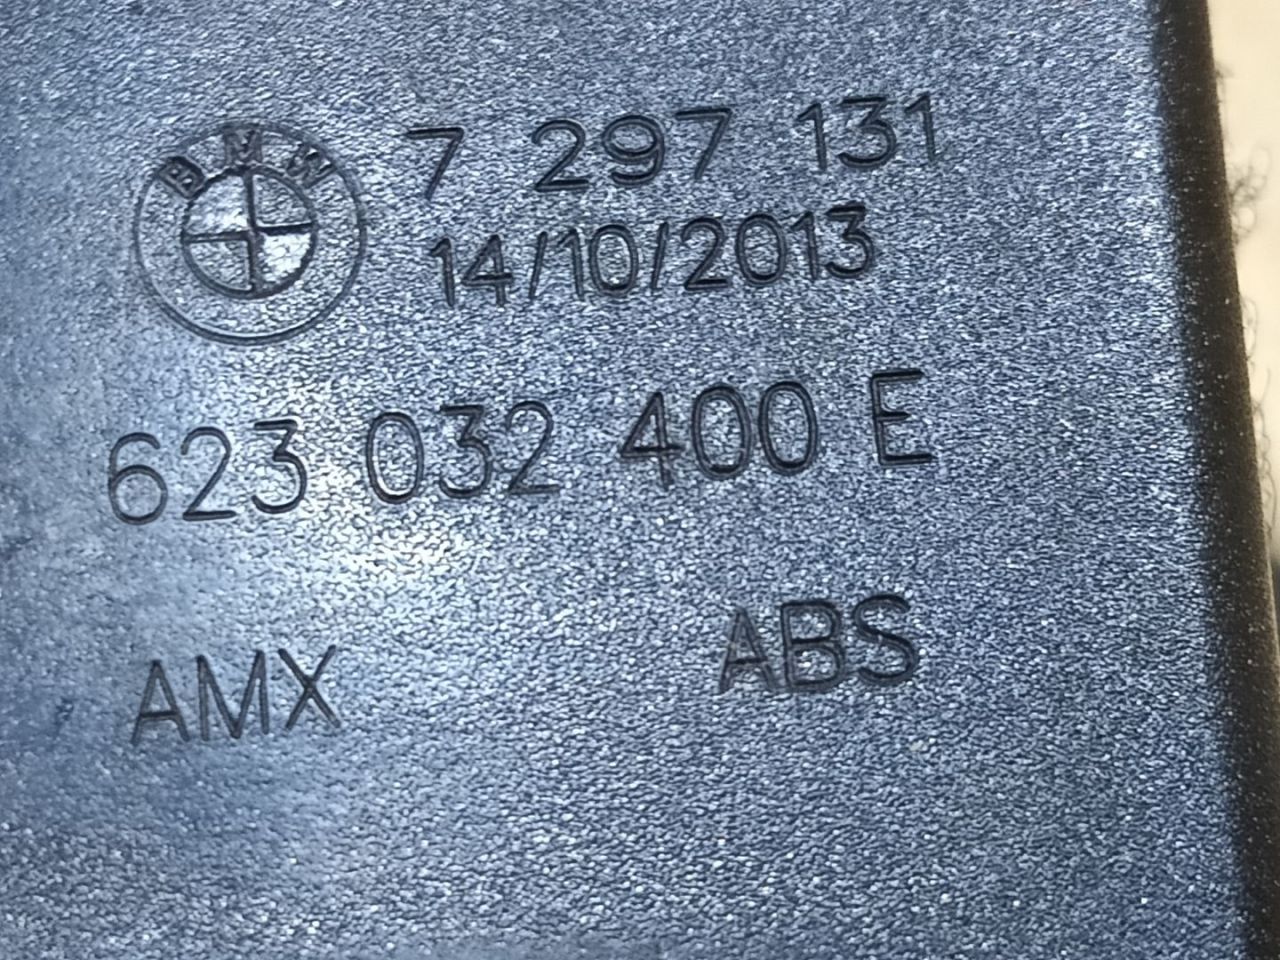 BMW
7 297 131
14/10/2013
623 032 400 E
AMX ABS